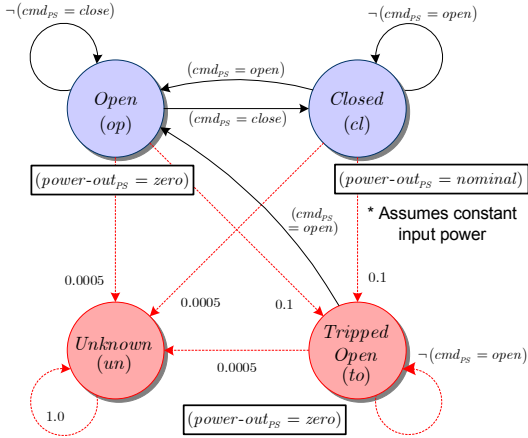 ¬(cmd_PS = close)
¬(cmd_PS = open)
(cmd_PS = open)
Open
(op)
Closed
(cl)
(cmd_PS = close)
(power-out_PS = zero)
(power-out_PS = nominal)
(cmd_PS
= open)
* Assumes constant
input power
0.0005
0.0005
0.1
0.1
Unknown
(un)
Tripped
Open
(to)
0.0005
¬(cmd_PS = open)
1.0
(power-out_PS = zero)